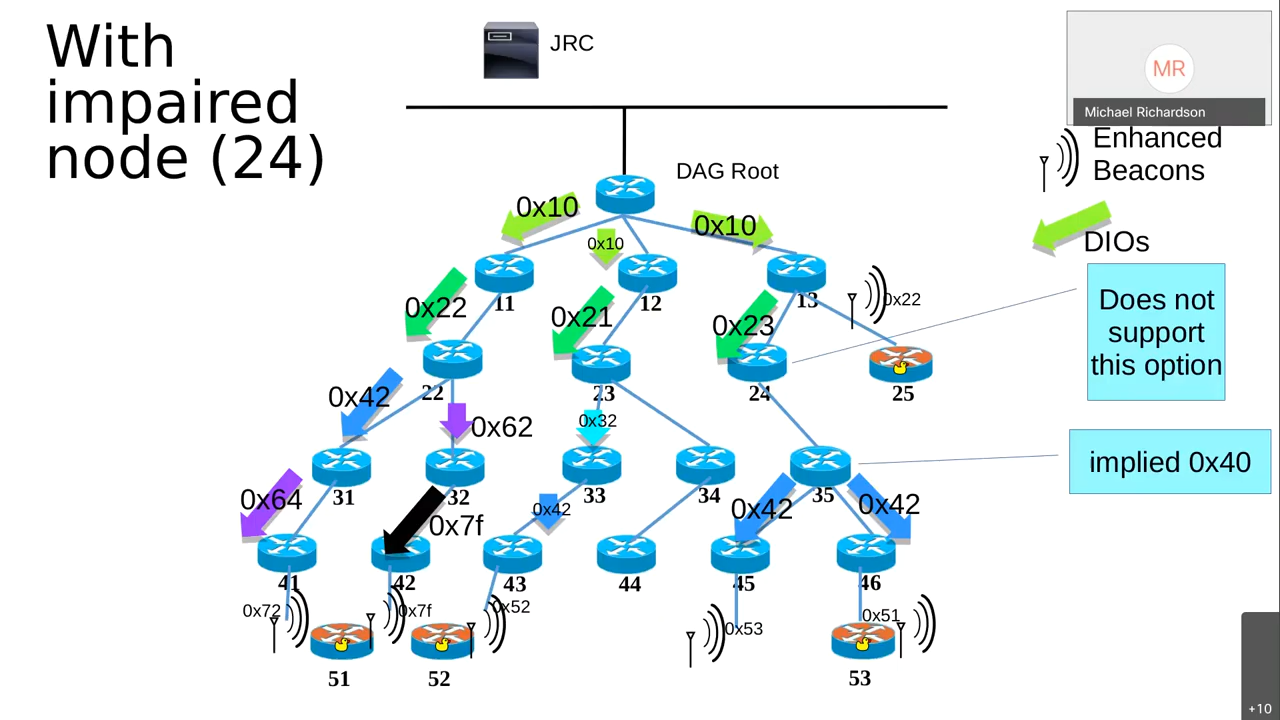 With
impaired
node (24)
JRC
MR
Michael Richardson
Enhanced
Beacons
DAG Root
0x10
0x10
0x10
DIOs
11
12
13
0x22
0x22
0x21
0x23
Does not
support
this option
22
23
24
25
0x42
0x62
0x32
implied 0x40
31
32
33
34
35
0x64
0x7f
0x42
0x42
0x42
41
42
43
44
45
46
0x72
0x7f
0x52
0x53
0x51
51
52
53
+10